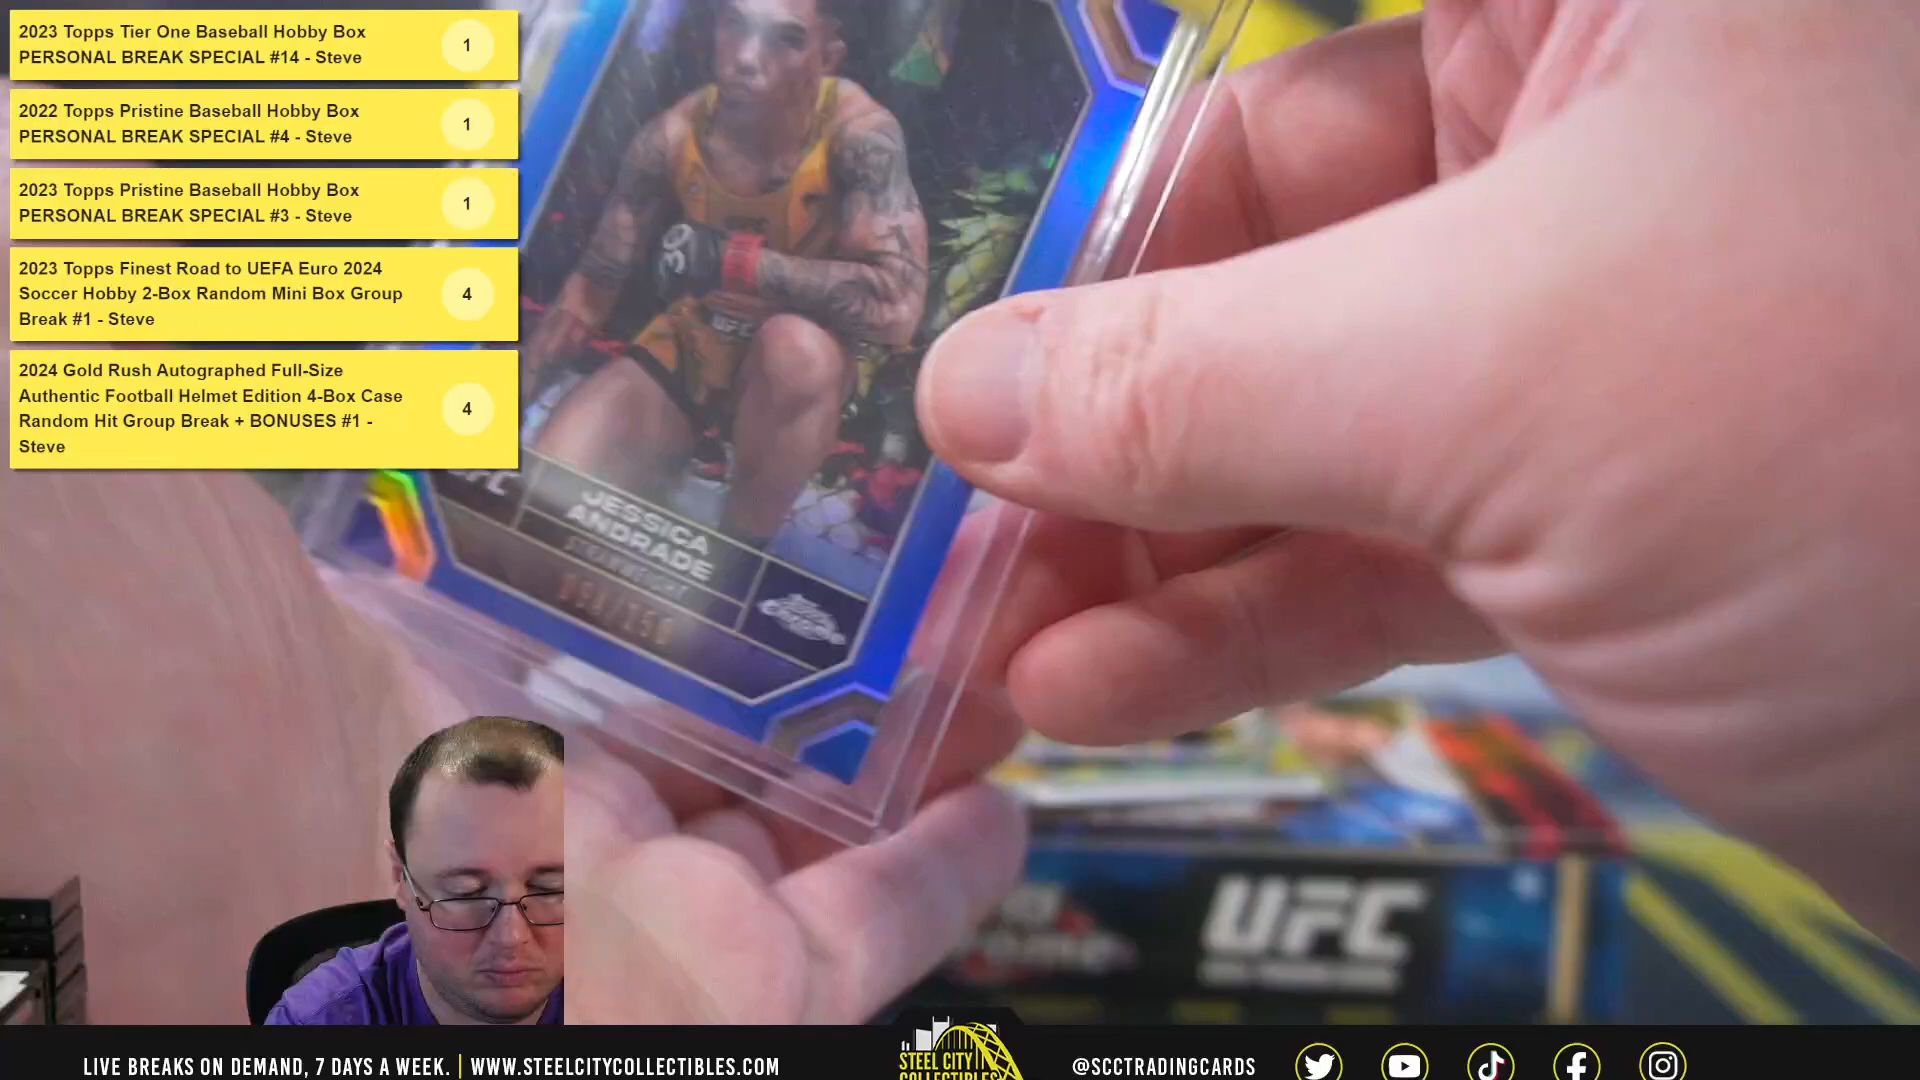 2023 Topps Tier One Baseball Hobby Box
PERSONAL BREAK SPECIAL #14 - Steve
1
2022 Topps Pristine Baseball Hobby Box
PERSONAL BREAK SPECIAL #4 - Steve
1
2023 Topps Pristine Baseball Hobby Box
PERSONAL BREAK SPECIAL #3 - Steve
1
2023 Topps Finest Road to UEFA Euro 2024
Soccer Hobby 2-Box Random Mini Box Group
Break #1 - Steve
4
2024 Gold Rush Autographed Full-Size
Authentic Football Helmet Edition 4-Box Case
Random Hit Group Break + BONUSES #1 -
Steve
4
UFC
JESSICA
ANDRADE
STRAWWEIGHT
UFC
LIVE BREAKS ON DEMAND, 7 DAYS A WEEK. | WWW.STEELCITYCOLLECTIBLES.COM
STEEL CITY
COLLECTIBLES
@SCCTRADINGCARDS